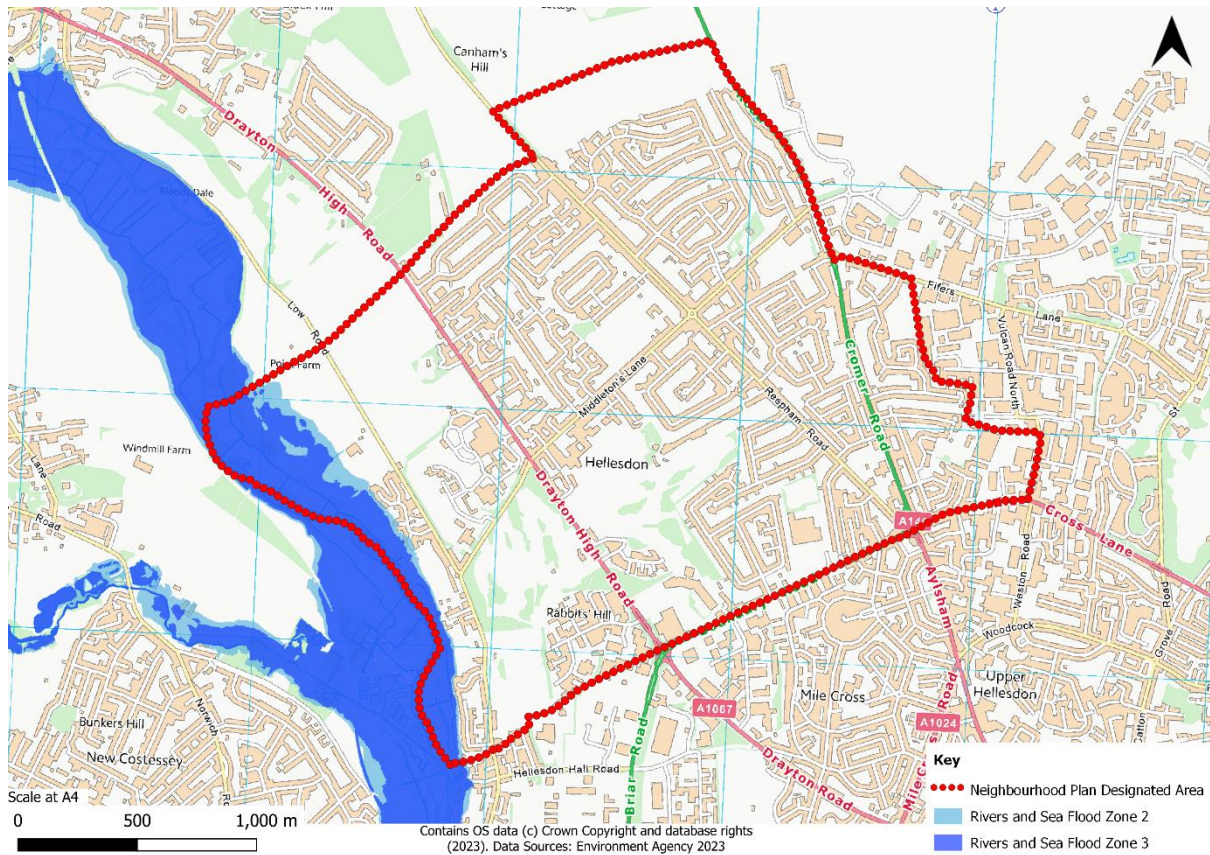 Canham's
Hill
Drayton High Road
Low Road
Windmill Farm
Lane
Road
Middleton's Lane
Reepham Road
Hellesdon
Drayton High Road
Cromer Road
Fifers Lane
Vulcan Road North
Cross Lane
Weston Road
Aylsham
Road
Woodcock
Grove Road
Upper
Hellesdon
Rabbits' Hill
Mile Cross
A1067
A1024
Drayton Road
Briar Road
Hellesdon Hall Road
Norwich
Bunkers Hill
New Costessey
Scale at A4
0 500 1,000 m
Contains OS data (c) Crown Copyright and database rights
(2023). Data Sources: Environment Agency 2023
Key
Neighbourhood Plan Designated Area
Rivers and Sea Flood Zone 2
Rivers and Sea Flood Zone 3